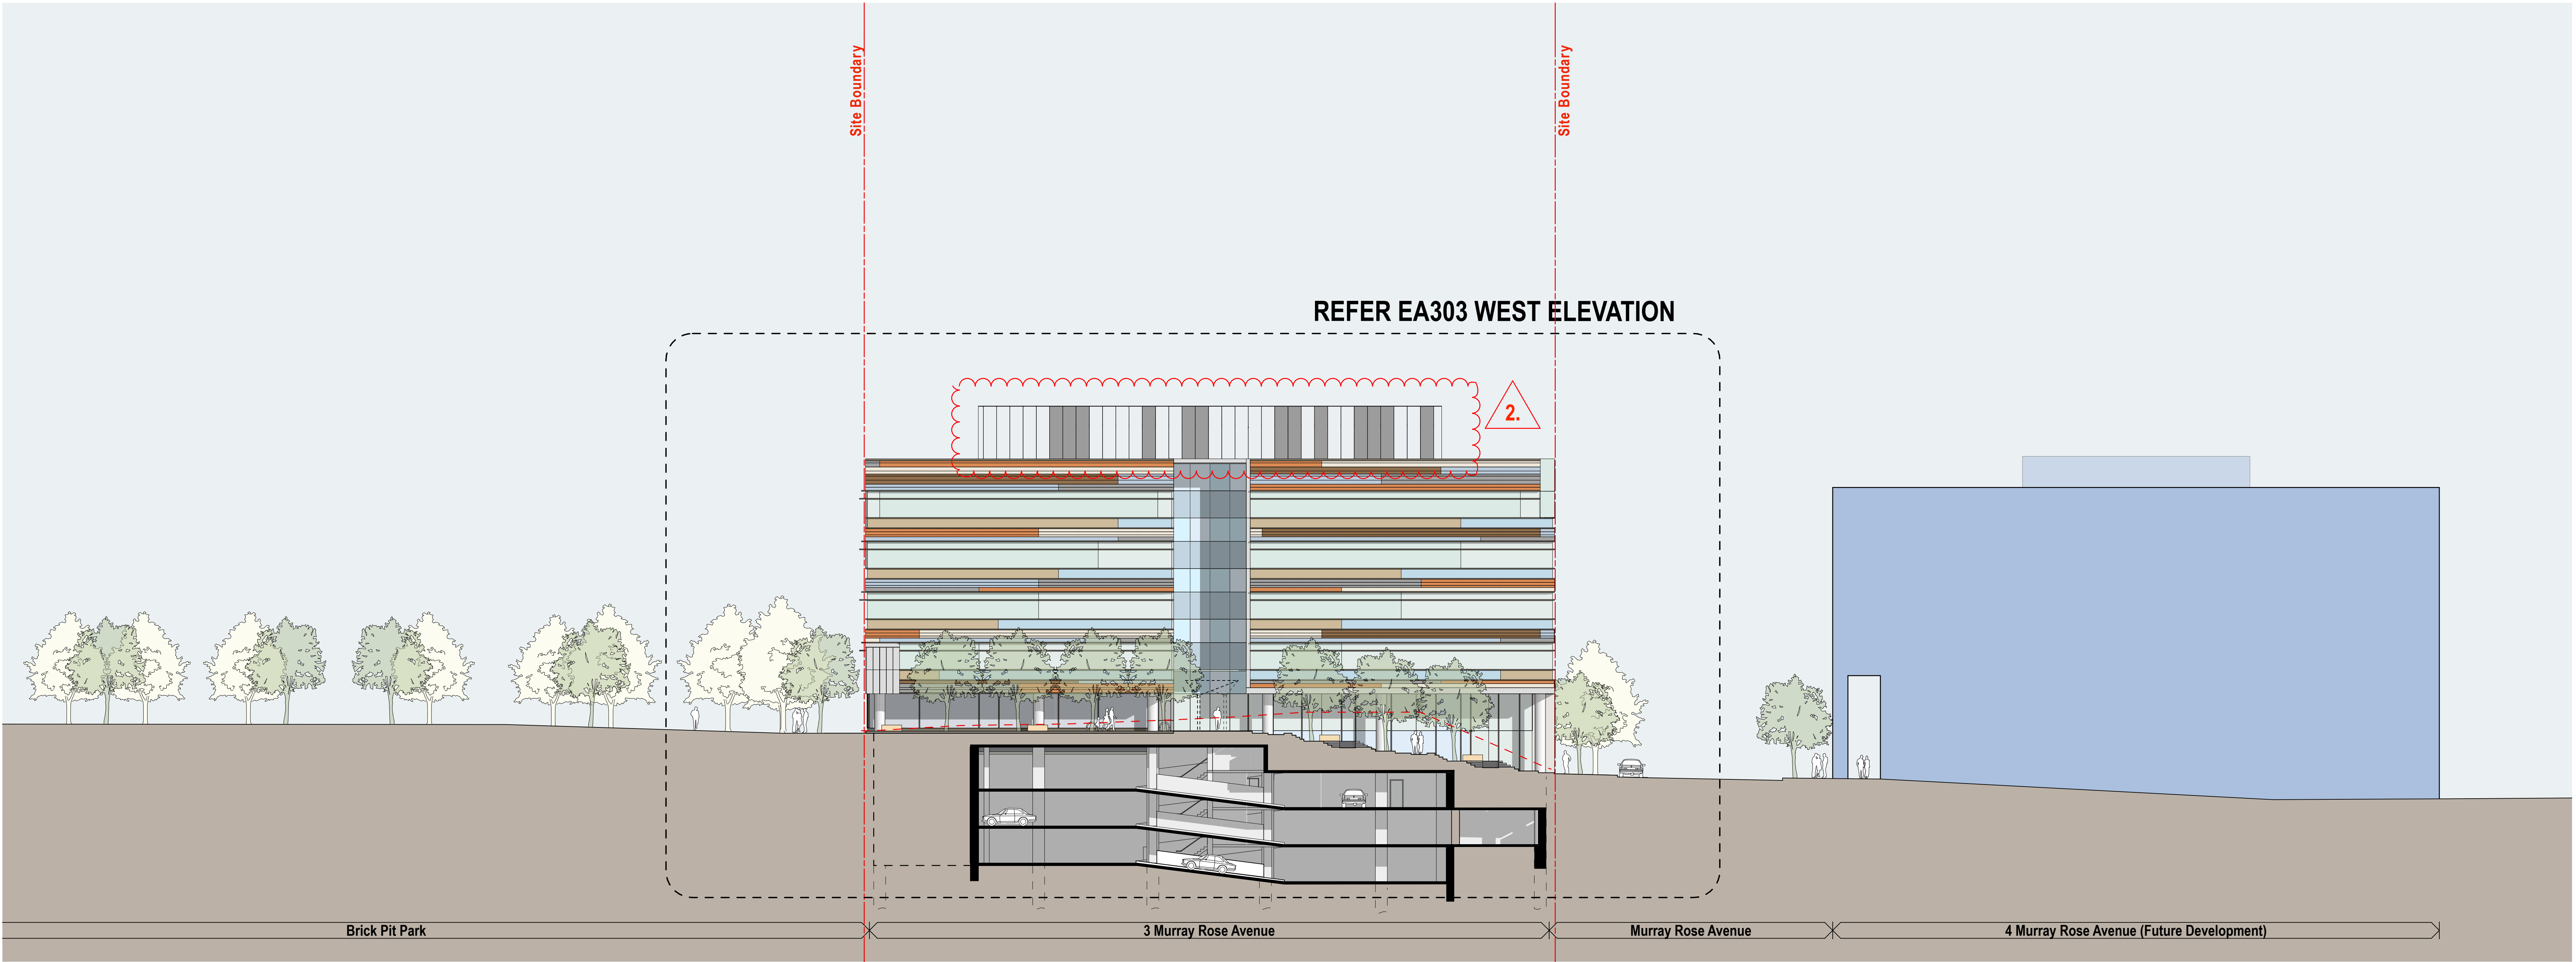 Site Boundary
Site Boundary
REFER EA303 WEST ELEVATION
2.
Brick Pit Park
3 Murray Rose Avenue
Murray Rose Avenue
4 Murray Rose Avenue (Future Development)